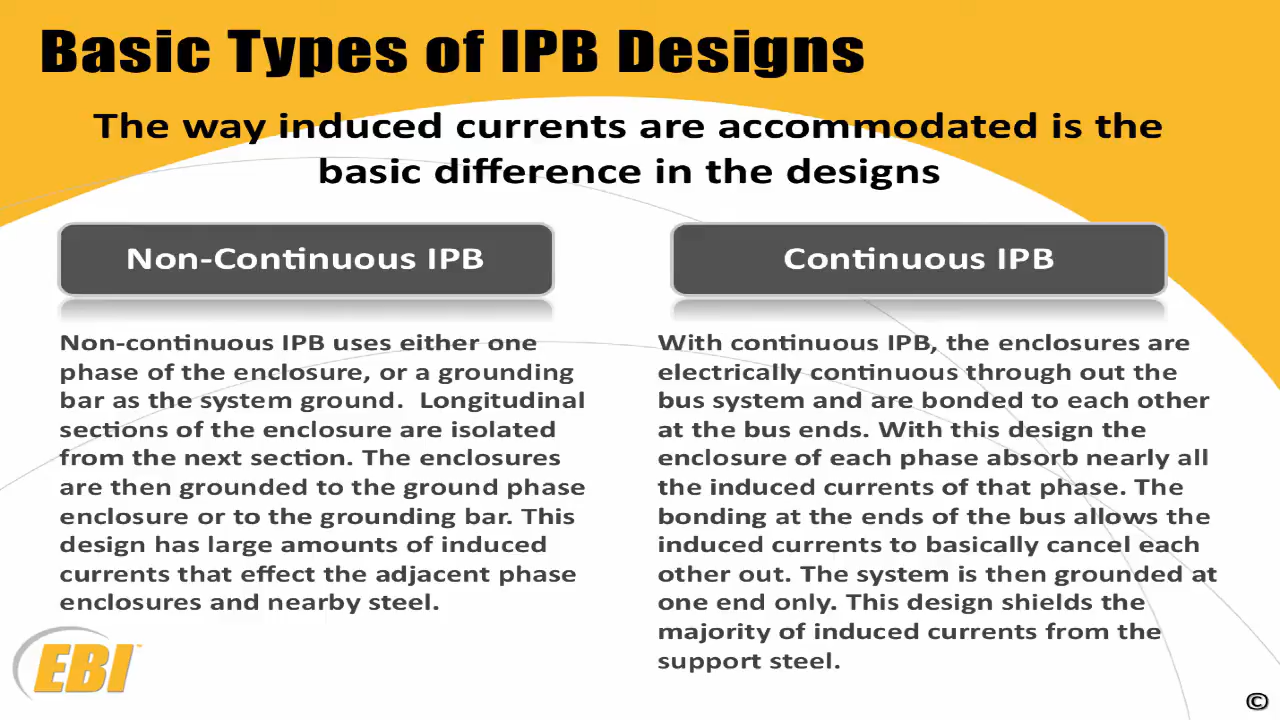 Basic Types of IPB Designs
The way induced currents are accommodated is the
basic difference in the designs
Non-Continuous IPB
Non-continuous IPB uses either one
phase of the enclosure, or a grounding
bar as the system ground.  Longitudinal
sections of the enclosure are isolated
from the next section. The enclosures
are then grounded to the ground phase
enclosure or to the grounding bar. This
design has large amounts of induced
currents that effect the adjacent phase
enclosures and nearby steel.
Continuous IPB
With continuous IPB, the enclosures are
electrically continuous through out the
bus system and are bonded to each other
at the bus ends. With this design the
enclosure of each phase absorb nearly all
the induced currents of that phase. The
bonding at the ends of the bus allows the
induced currents to basically cancel each
other out. The system is then grounded at
one end only. This design shields the
majority of induced currents from the
support steel.
EBI™
©